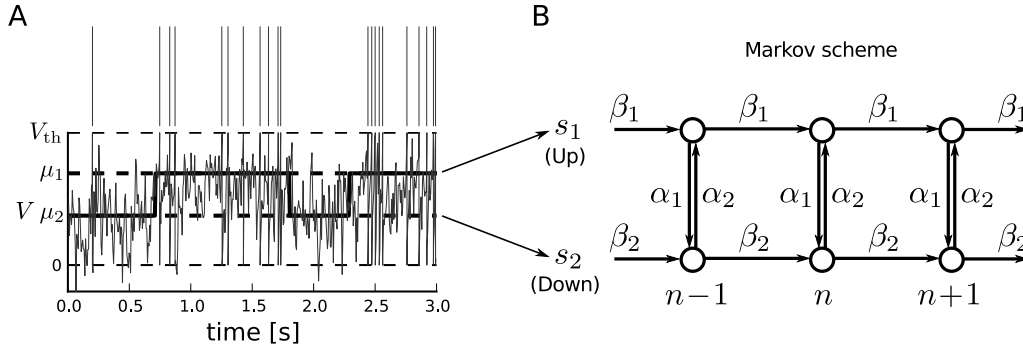 A
V_th
μ_1
V μ_2
0
0.0 0.5 1.0 1.5 2.0 2.5 3.0
time [s]
s_1
(Up)
s_2
(Down)
B
Markov scheme
β_1 β_1 β_1 β_1
α_1 α_2 α_1 α_2 α_1 α_2
β_2 β_2 β_2 β_2
n−1 n n+1